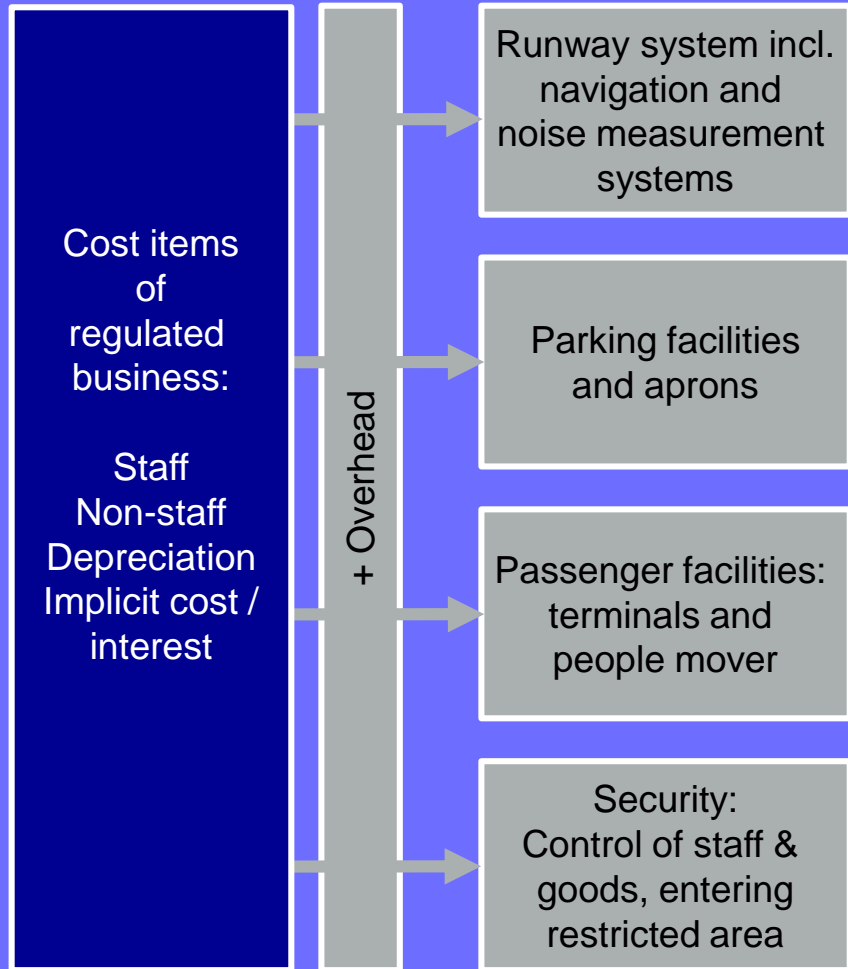 Cost items
of
regulated
business:
Staff
Non-staff
Depreciation
Implicit cost /
interest
+ Overhead
Runway system incl.
navigation and
noise measurement
systems
Parking facilities
and aprons
Passenger facilities:
terminals and
people mover
Security:
Control of staff &
goods, entering
restricted area